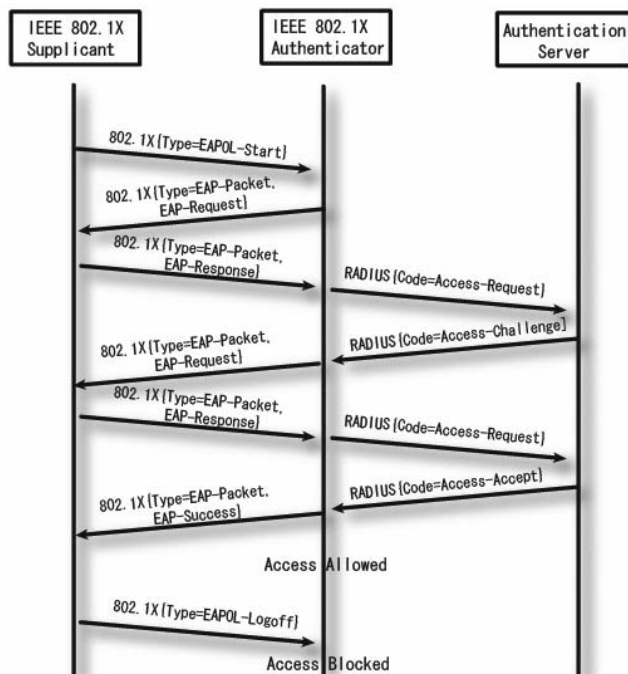 IEEE 802.1X
Supplicant
IEEE 802.1X
Authenticator
Authentication
Server
802.1X{Type=EAPOL-Start}
802.1X{Type=EAP-Packet,
EAP-Request}
802.1X{Type=EAP-Packet,
EAP-Response}
RADIUS{Code=Access-Request}
RADIUS{Code=Access-Challenge]
802.1X{Type=EAP-Packet,
EAP-Request}
802.1X{Type=EAP-Packet,
EAP-Response}
RADIUS{Code=Access-Request}
RADIUS{Code=Access-Accept}
802.1X{Type=EAP-Packet,
EAP-Success}
Access Allowed
802.1X{Type=EAPOL-Logoff}
Access Blocked